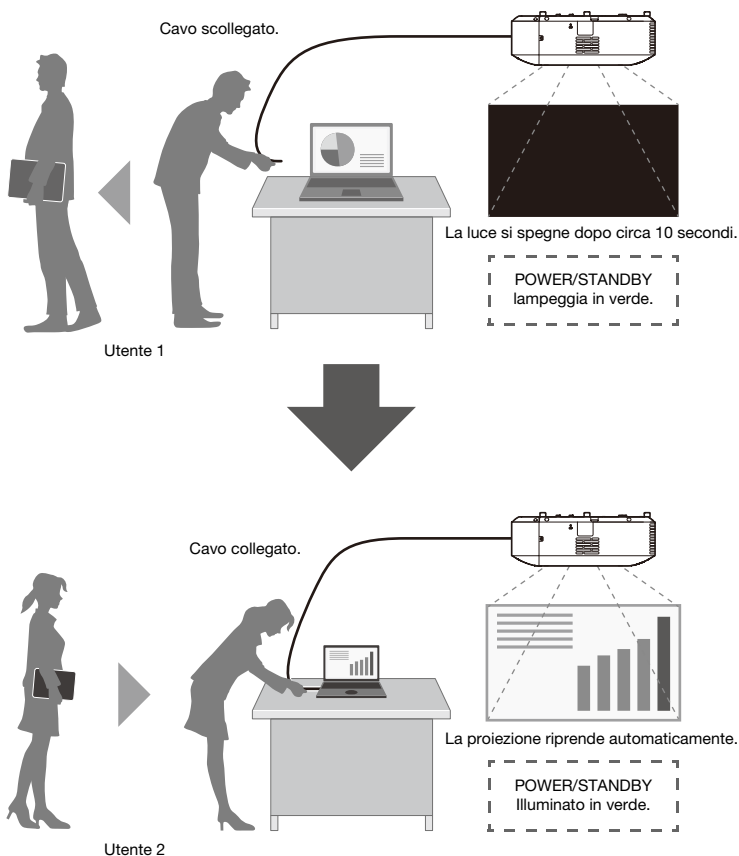 Cavo scollegato.
La luce si spegne dopo circa 10 secondi.
POWER/STANDBY
lampeggia in verde.
Utente 1
Cavo collegato.
La proiezione riprende automaticamente.
POWER/STANDBY
Illuminato in verde.
Utente 2